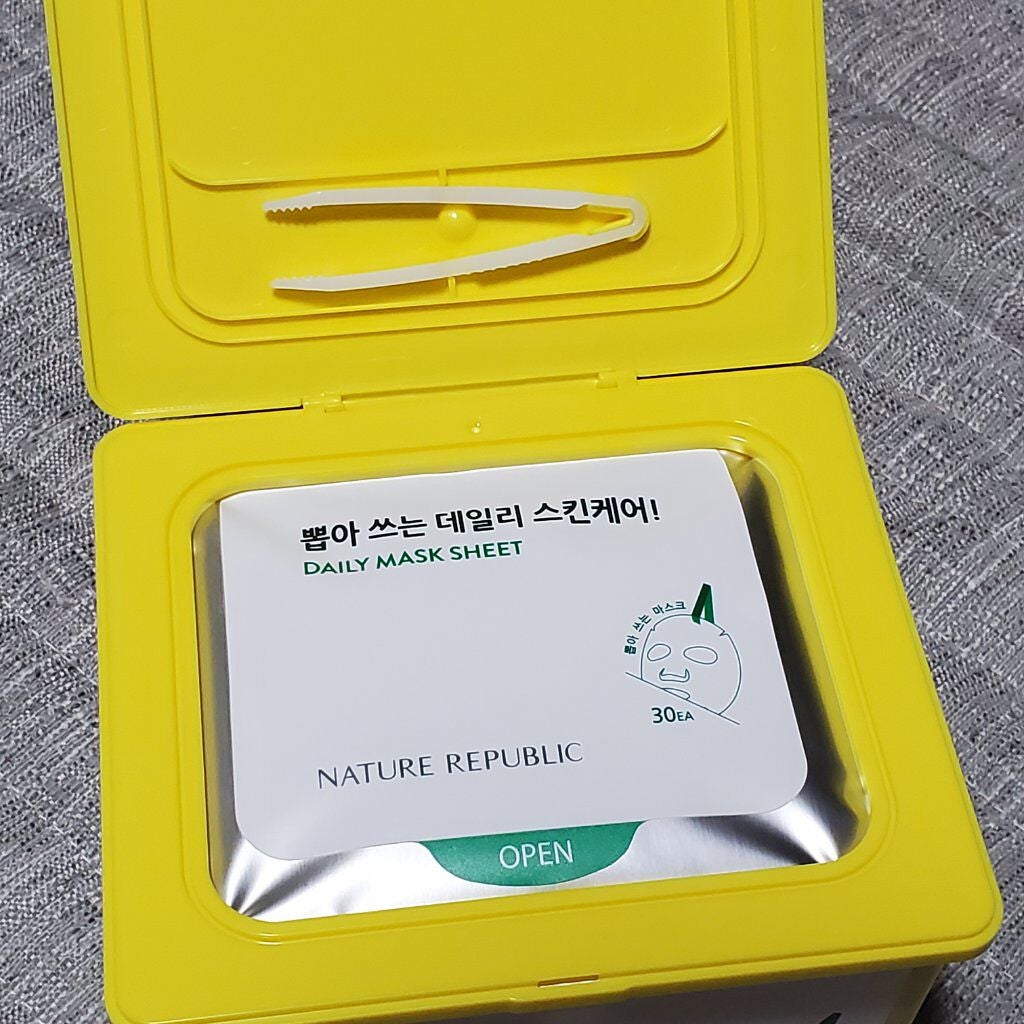 뽑아 쓰는 데일리 스킨케어!
DAILY MASK SHEET
뽑아 쓰는 마스크
30EA
NATURE REPUBLIC
OPEN